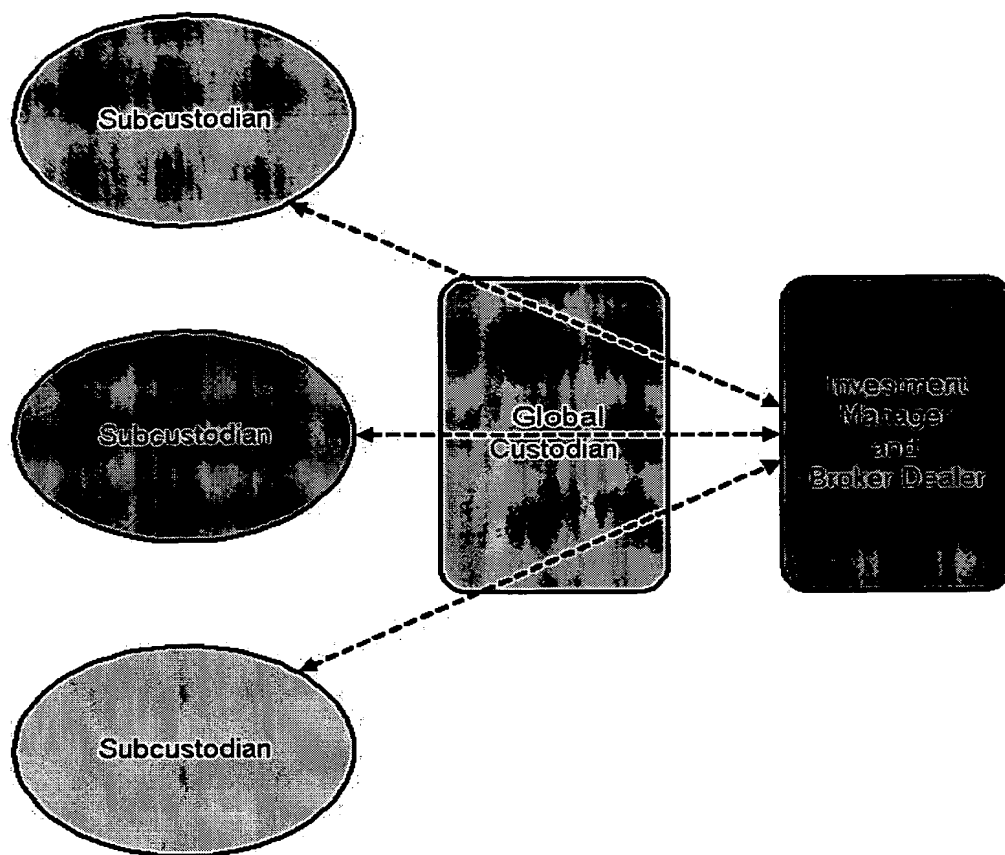 Subcustodian
Subcustodian
Global
Custodian
Investment
Manager
and
Broker Dealer
Subcustodian